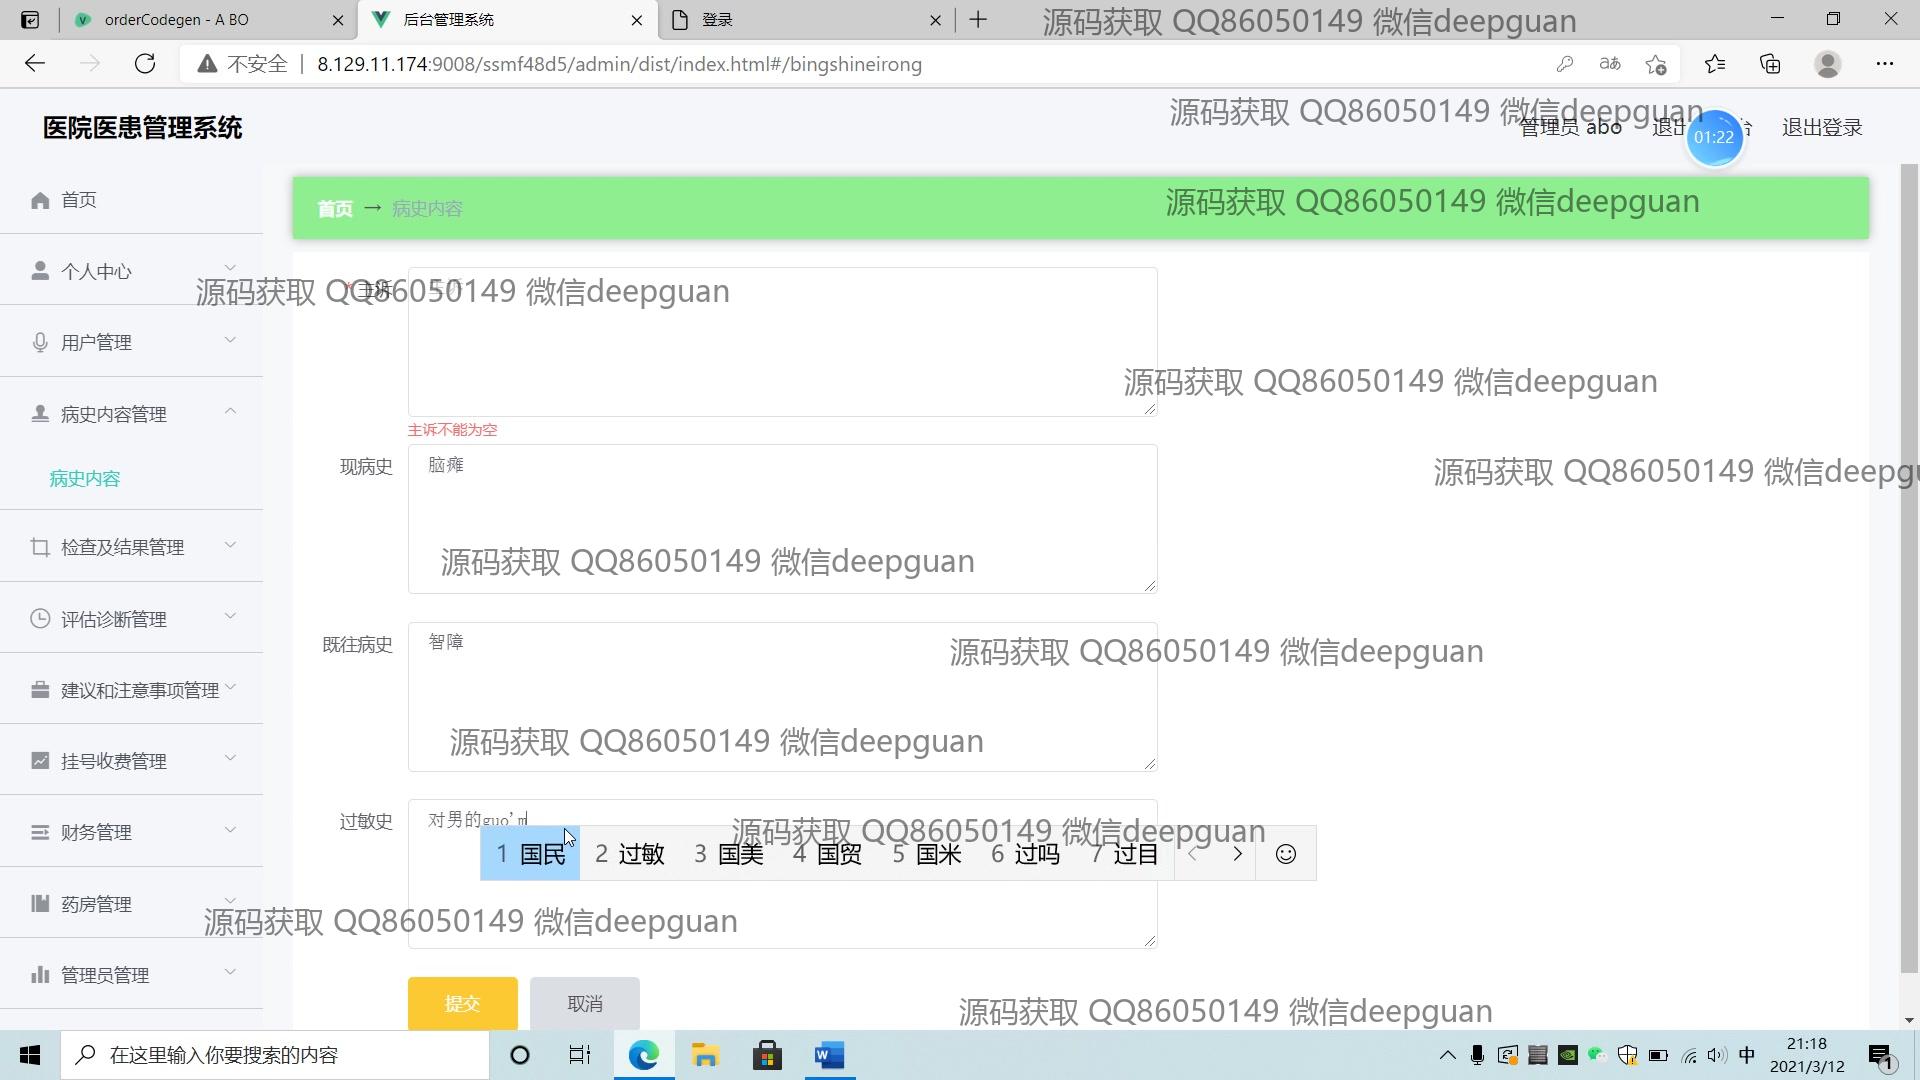 orderCodegen - A BO
后台管理系统
登录
源码获取 QQ86050149 微信deepguan
不安全
8.129.11.174:9008/ssmf48d5/admin/dist/index.html#/bingshineirong
源码获取 QQ86050149 微信deepguan
医院医患管理系统
管理员 abo
退出
01:22
台
退出登录
首页
首页 → 病史内容
源码获取 QQ86050149 微信deepguan
个人中心
源码获取 QQ86050149 微信deepguan
* 主诉
主诉
用户管理
源码获取 QQ86050149 微信deepguan
病史内容管理
主诉不能为空
现病史
脑瘫
源码获取 QQ86050149 微信deepgu
病史内容
检查及结果管理
源码获取 QQ86050149 微信deepguan
评估诊断管理
既往病史
智障
源码获取 QQ86050149 微信deepguan
建议和注意事项管理
源码获取 QQ86050149 微信deepguan
挂号收费管理
过敏史
对男的guo'm
源码获取 QQ86050149 微信deepguan
财务管理
1 国民 2 过敏 3 国美 4 国贸 5 国米 6 过吗 7 过目
药房管理
源码获取 QQ86050149 微信deepguan
管理员管理
提交
取消
源码获取 QQ86050149 微信deepguan
在这里输入你要搜索的内容
中
21:18
2021/3/12
1